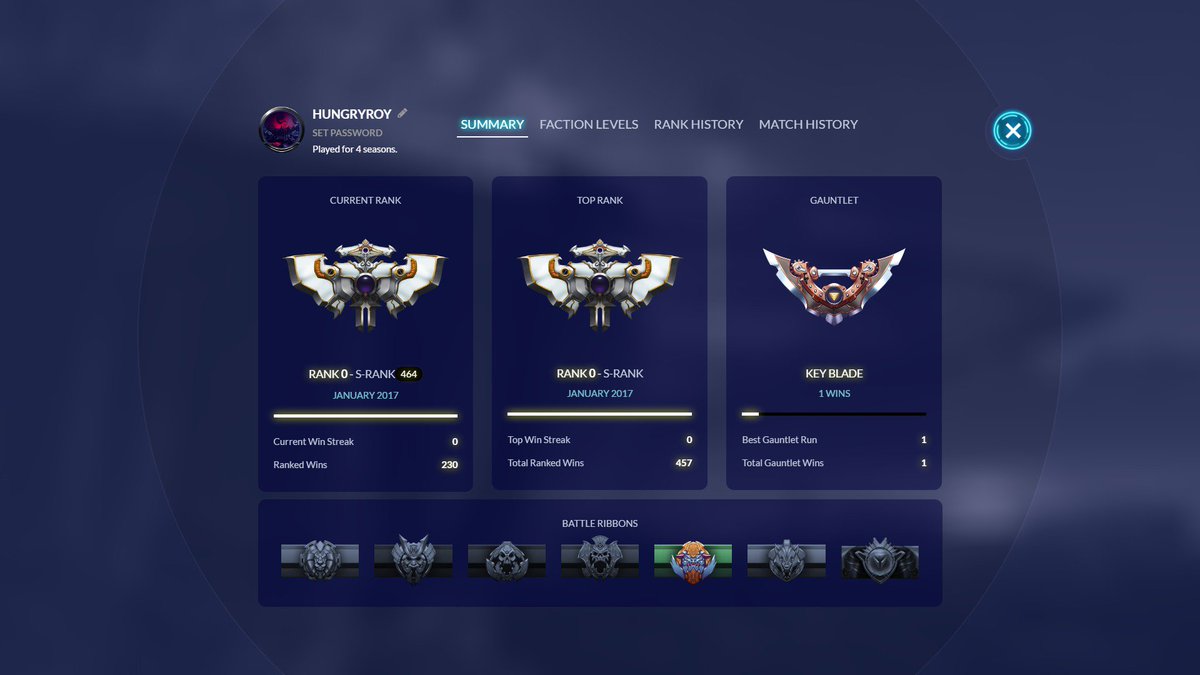 HUNGRYROY
SET PASSWORD
Played for 4 seasons.
SUMMARY FACTION LEVELS RANK HISTORY MATCH HISTORY
CURRENT RANK
RANK 0 - S-RANK 464
JANUARY 2017
Current Win Streak 0
Ranked Wins 230
TOP RANK
RANK 0 - S-RANK
JANUARY 2017
Top Win Streak 0
Total Ranked Wins 457
GAUNTLET
KEY BLADE
1 WINS
Best Gauntlet Run 1
Total Gauntlet Wins 1
BATTLE RIBBONS